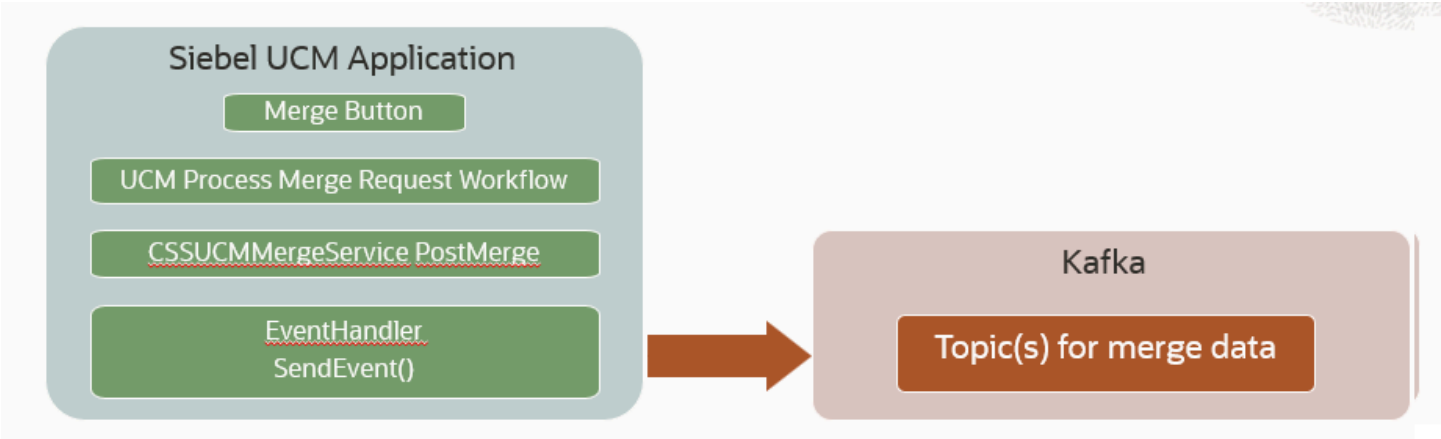 Siebel UCM Application
Merge Button
UCM Process Merge Request Workflow
CSSUCMMergeService PostMerge
EventHandler
SendEvent()
Kafka
Topic(s) for merge data